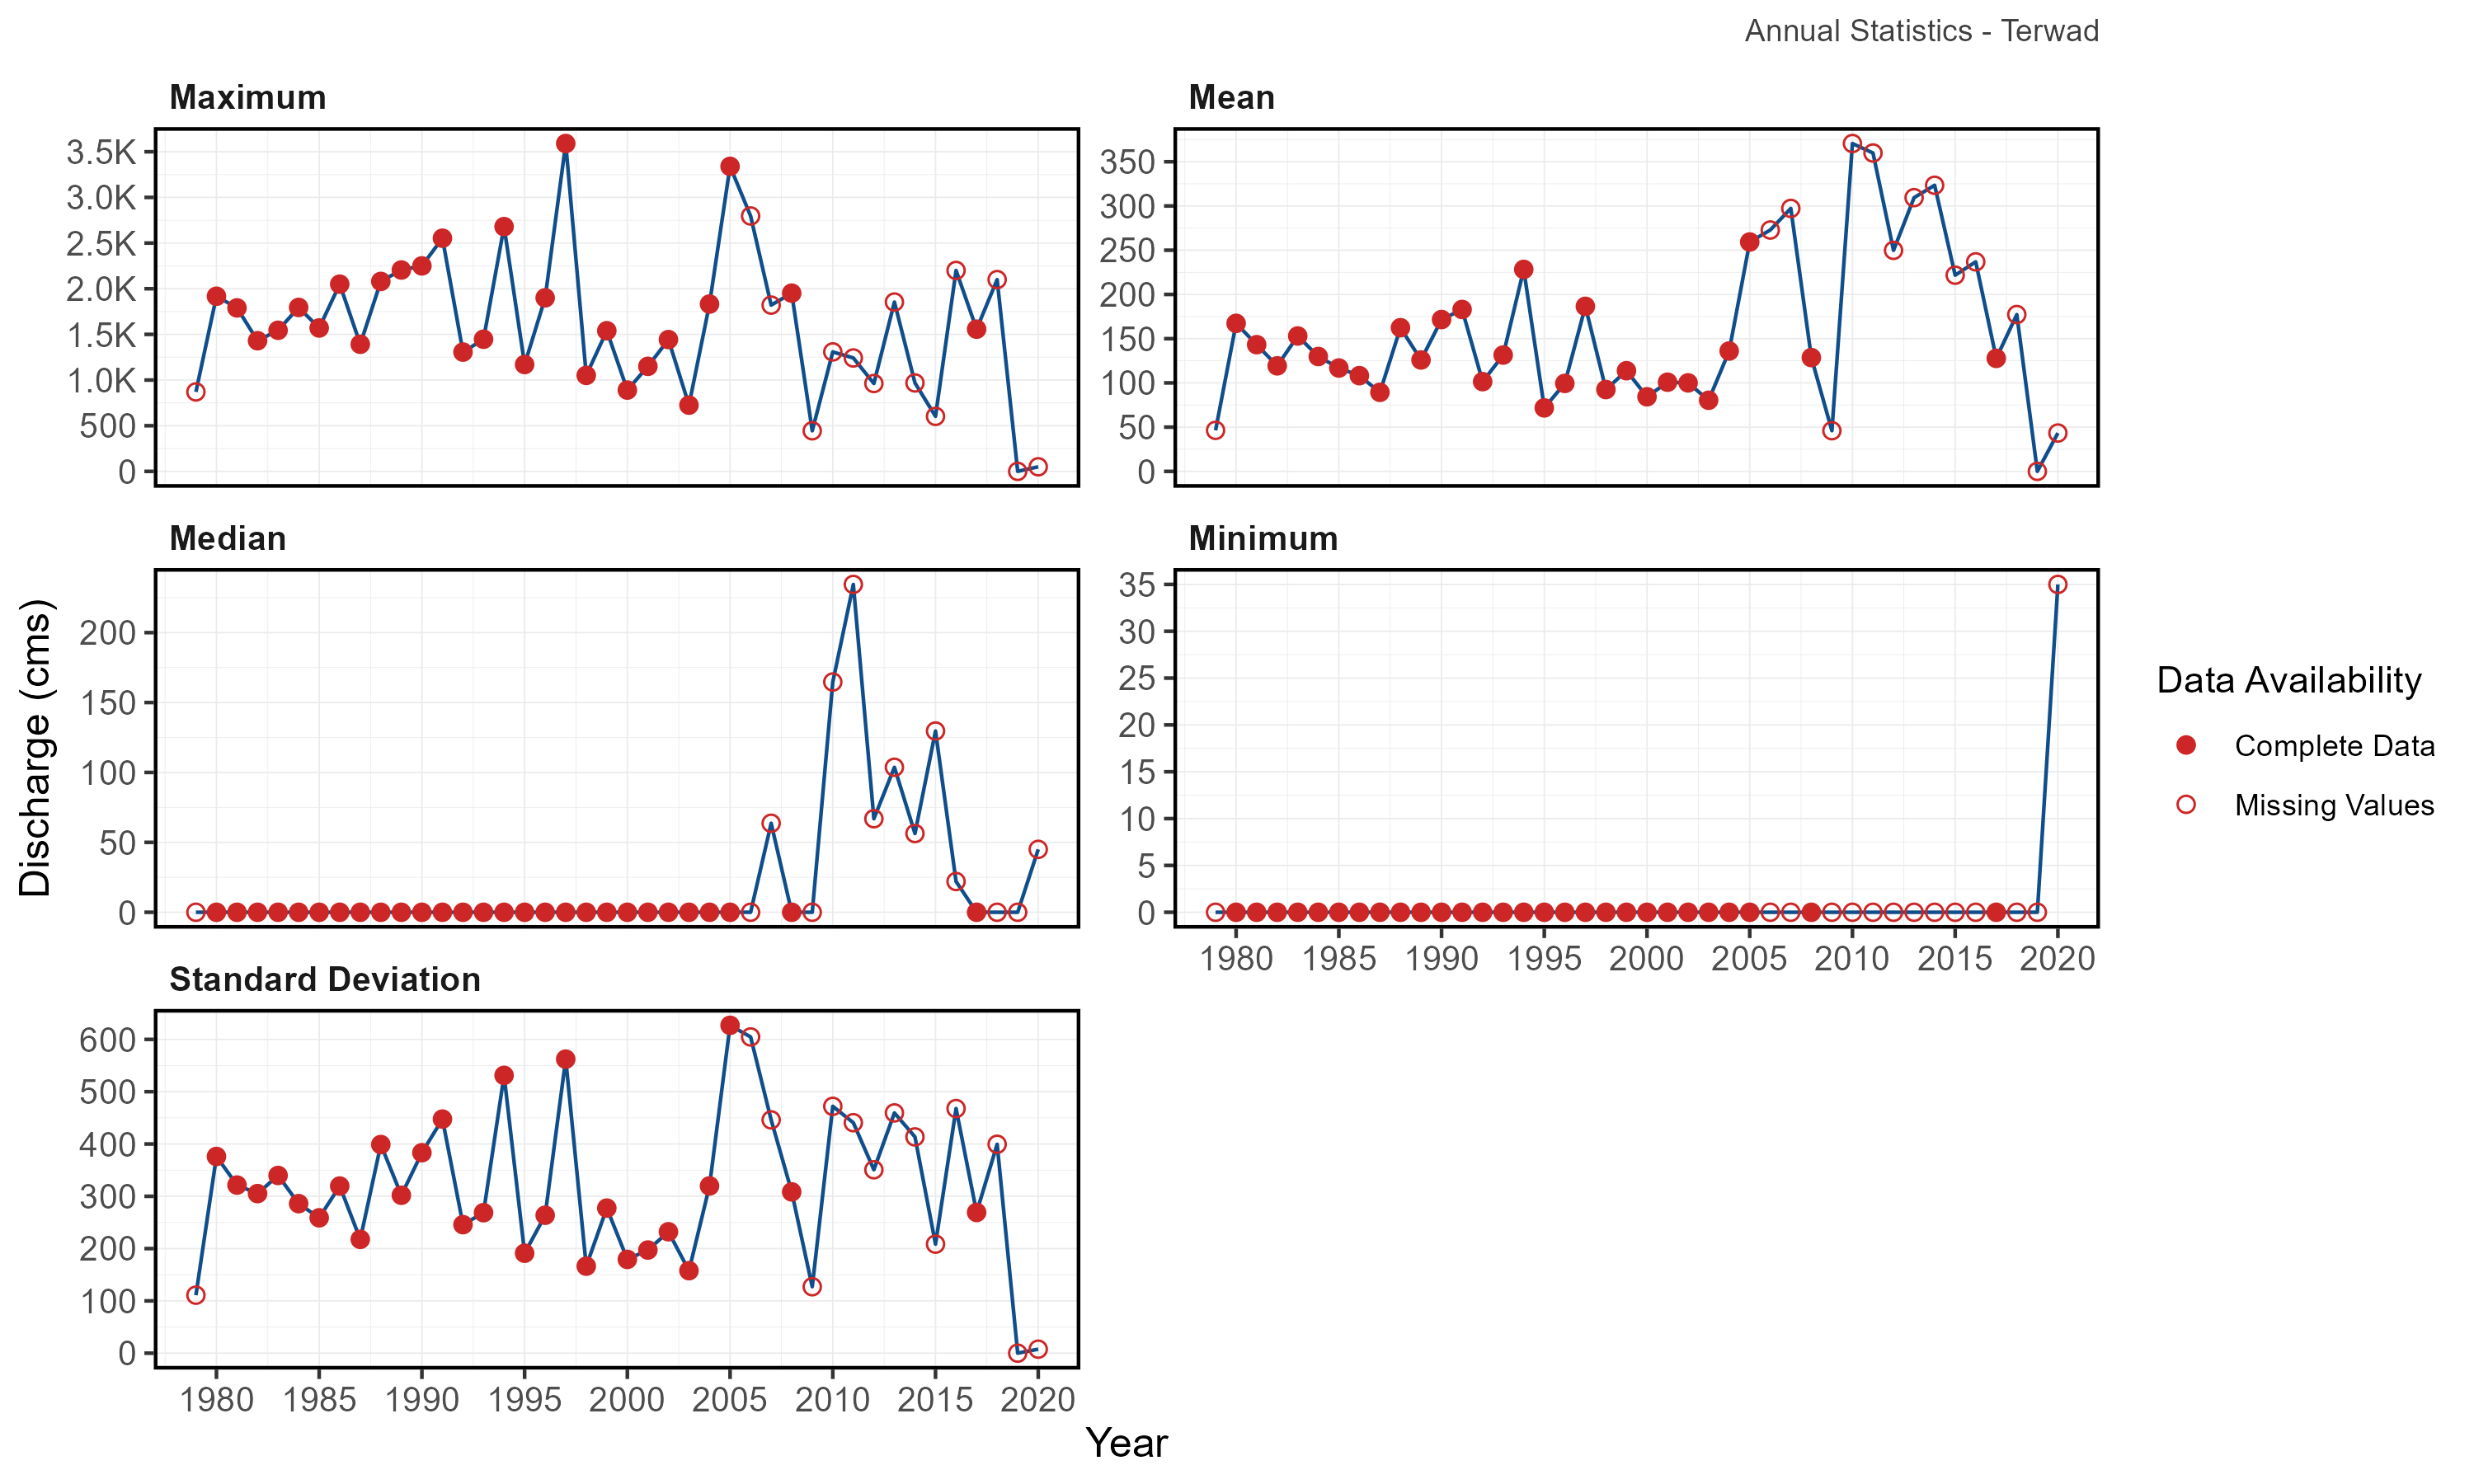 Annual Statistics - Terwad
Maximum
3.5K
3.0K
2.5K
2.0K
1.5K
1.0K
500
0
Mean
350
300
250
200
150
100
50
0
Median
200
150
100
50
0
Minimum
35
30
25
20
15
10
5
0
1980 1985 1990 1995 2000 2005 2010 2015 2020
Standard Deviation
600
500
400
300
200
100
0
1980 1985 1990 1995 2000 2005 2010 2015 2020
Discharge (cms)
Year
Data Availability
Complete Data
Missing Values